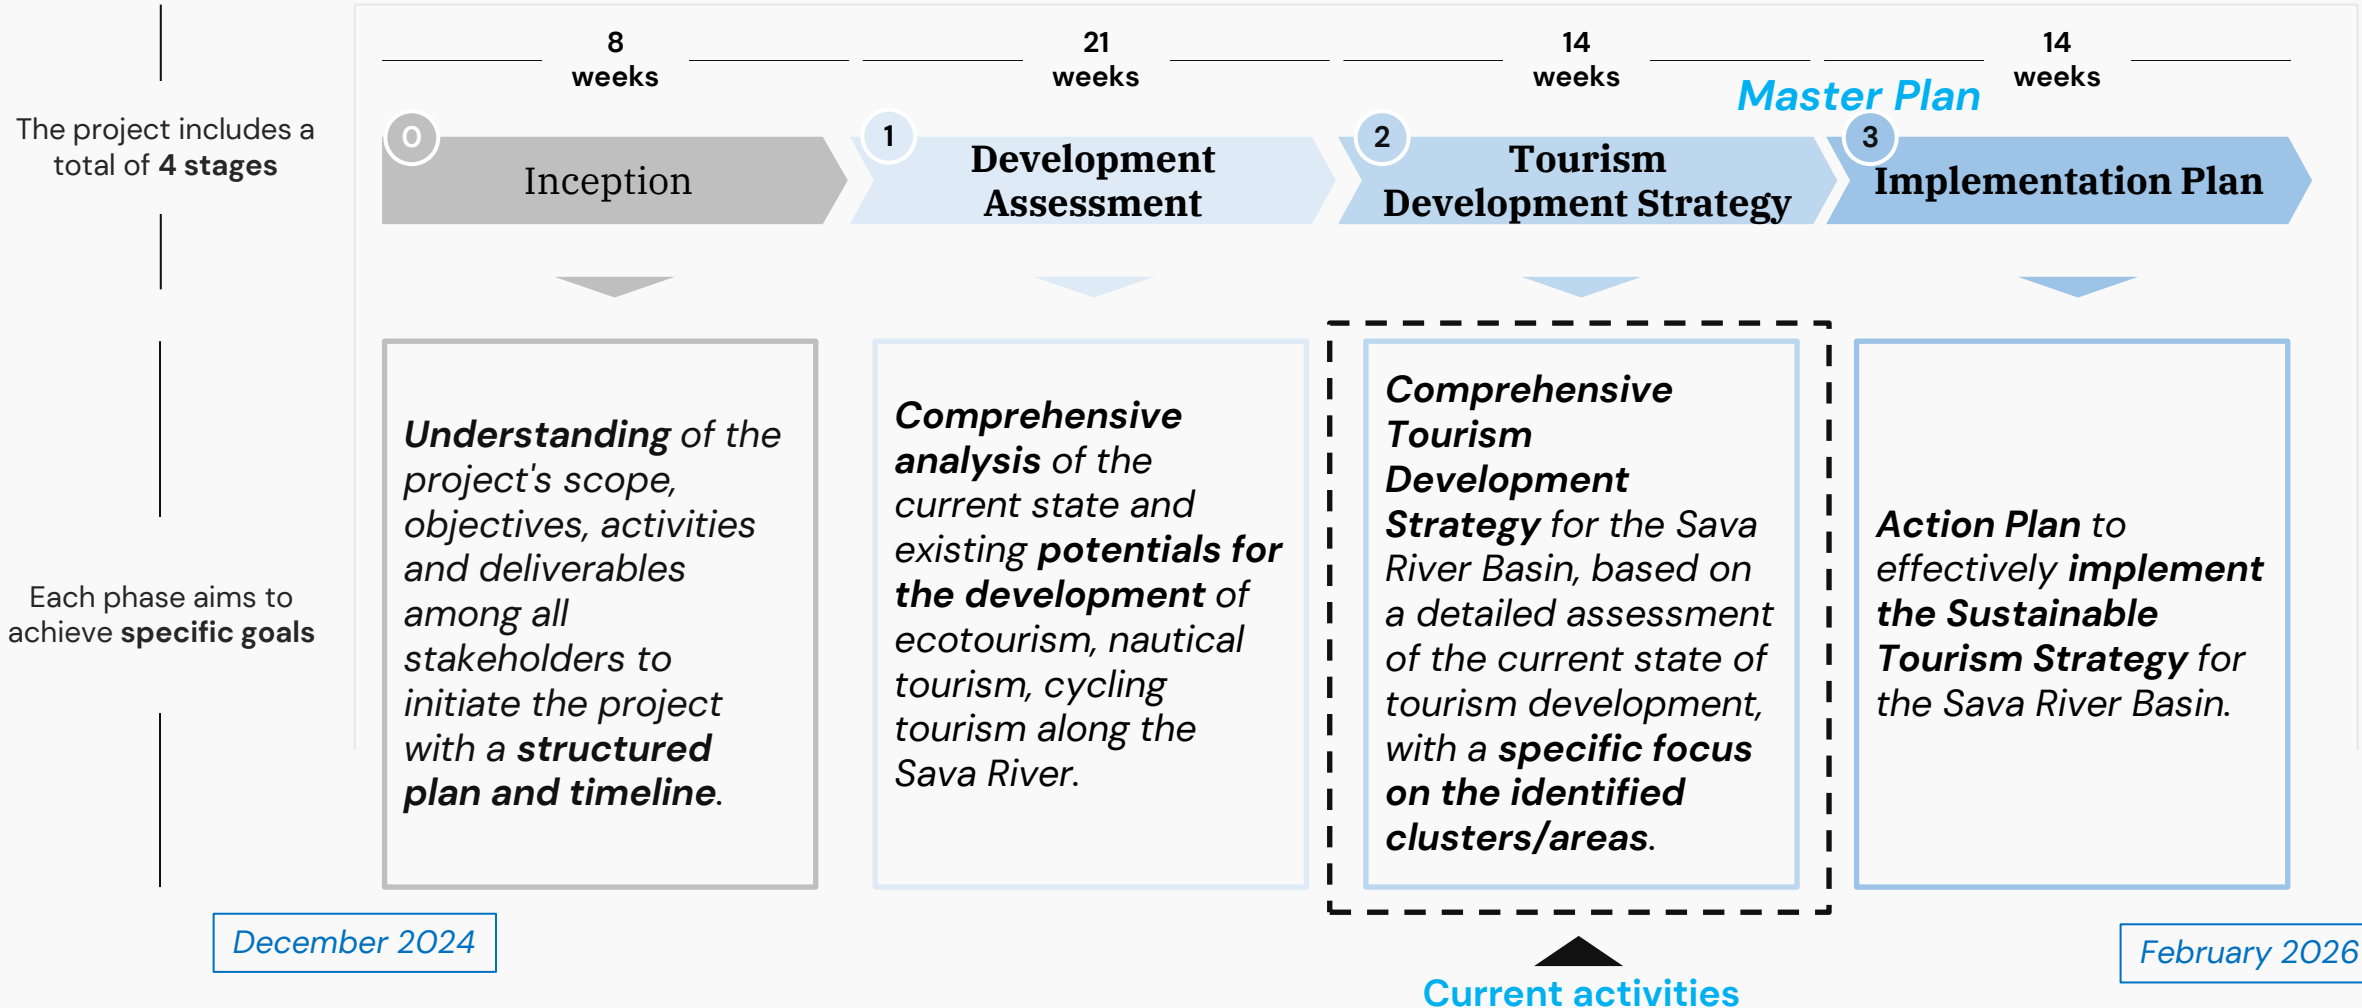 8
weeks
21
weeks
14
weeks
14
weeks
Master Plan
The project includes a
total of 4 stages
0
Inception
1
Development
Assessment
2
Tourism
Development Strategy
3
Implementation Plan
Each phase aims to
achieve specific goals
Understanding of the
project's scope,
objectives, activities
and deliverables
among all
stakeholders to
initiate the project
with a structured
plan and timeline.
Comprehensive
analysis of the
current state and
existing potentials for
the development of
ecotourism, nautical
tourism, cycling
tourism along the
Sava River.
Comprehensive
Tourism
Development
Strategy for the Sava
River Basin, based on
a detailed assessment
of the current state of
tourism development,
with a specific focus
on the identified
clusters/areas.
Action Plan to
effectively implement
the Sustainable
Tourism Strategy for
the Sava River Basin.
December 2024
February 2026
Current activities